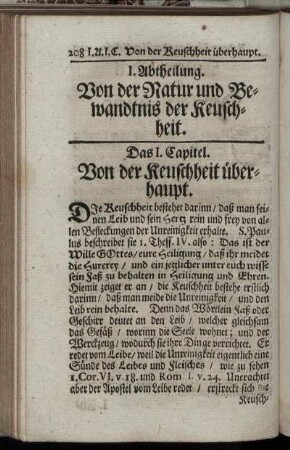 208 I.A.I.C. Von der Keuschheit überhaupt.
I. Abtheilung.
Von der Natur und Be-
wandtnis der Keusch-
heit.
Das I. Capitel.
Von der Keuschheit über-
haupt.
DIe Keuschheit bestehet darinn / daß man sei-
nen Leib und sein Hertz rein und frey von al-
len Befleckungen der Unreinigkeit erhalte. S. Pau-
lus beschreibet sie 1. Thess. IV. also : Das ist der
Wille GOttes / eure Heiligung / daß ihr meidet
die Hurerey / und ein jetzlicher unter euch wisse
sein Faß zu behalten in Heiligung und Ehren.
Hiemit zeiget er an / die Keuschheit bestehe erstlich
darinn / daß man meide die Unreinigkeit / und den
Leib rein behalte. Denn das Wörtlein Faß oder
Geschirr deutet an den Leib / welcher gleichsam
das Gefäß / worinn die Seele wohnet ; und der
Werckzeug / wodurch sie ihre Dinge verrichtet. Er
redet vom Leibe / weil die Unreinigkeit eigentlich eine
Sünde des Leibes und Fleisches / wie zu sehen
1. Cor. VI. v. 18. und Rom I. v. 24. Unerachtet
aber der Apostel vom Leibe redet / erstreckt sich die
Keusch-